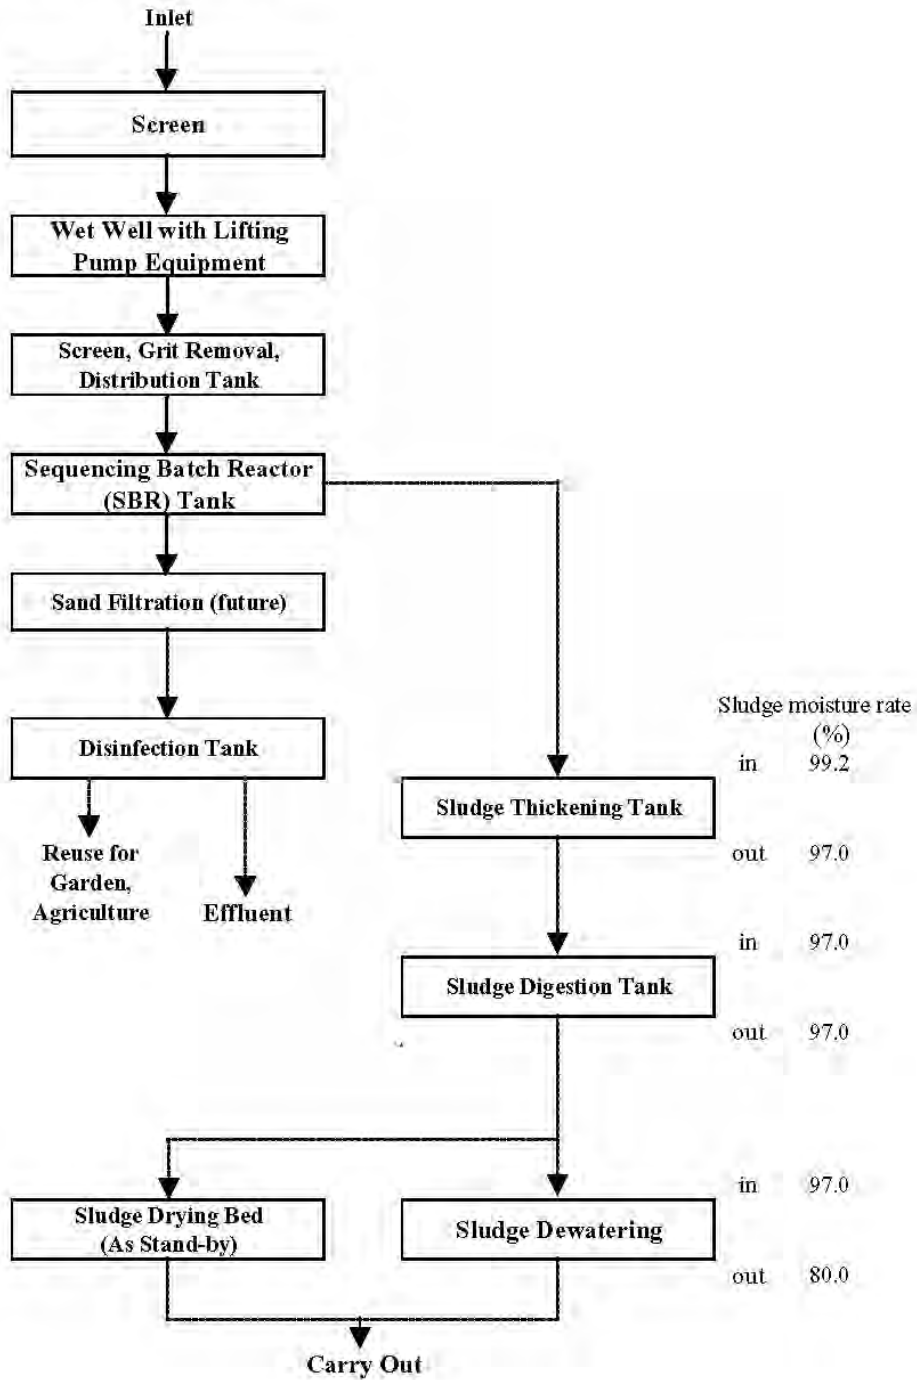 Inlet
Screen
Wet Well with Lifting
Pump Equipment
Screen, Grit Removal,
Distribution Tank
Sequencing Batch Reactor
(SBR) Tank
Sand Filtration (future)
Disinfection Tank
Reuse for
Garden,
Agriculture
Effluent
Sludge moisture rate
(%)
in 99.2
Sludge Thickening Tank
out 97.0
in 97.0
Sludge Digestion Tank
out 97.0
in 97.0
Sludge Drying Bed
(As Stand-by)
Sludge Dewatering
out 80.0
Carry Out